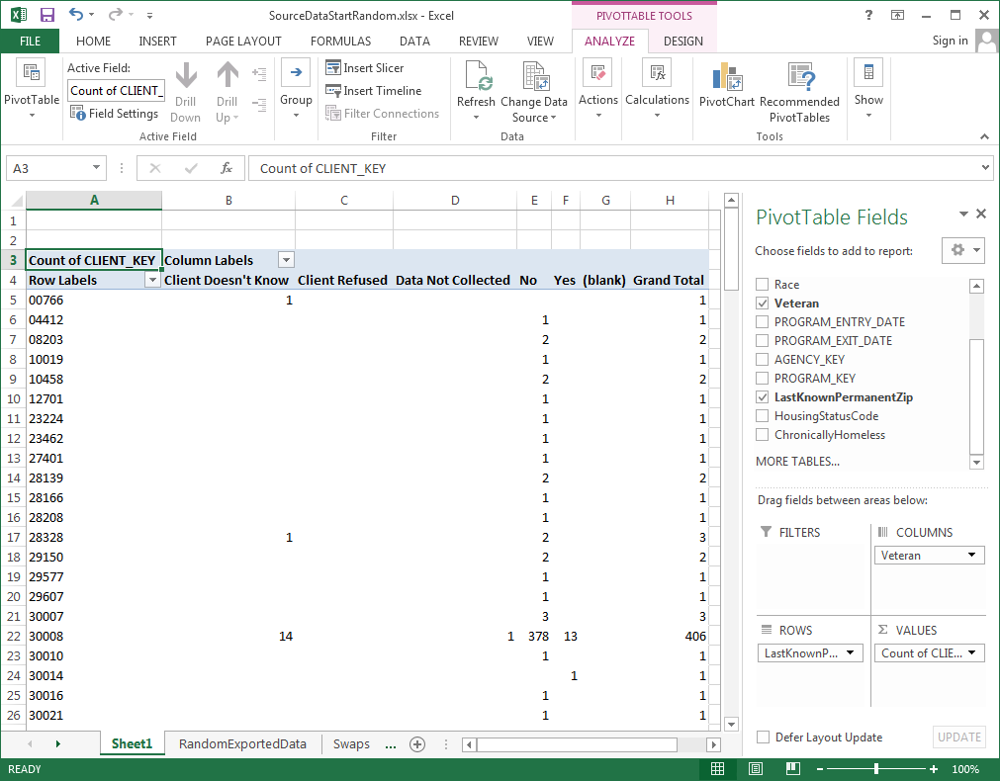 SourceDataStartRandom.xlsx - Excel
PIVOTTABLE TOOLS
?
FILE
HOME
INSERT
PAGE LAYOUT
FORMULAS
DATA
REVIEW
VIEW
ANALYZE
DESIGN
Sign in
PivotTable
Active Field:
Count of CLIENT_
Field Settings
Drill
Down
Drill
Up
Active Field
Group
Insert Slicer
Insert Timeline
Filter Connections
Filter
Refresh
Change Data
Source
Data
Actions
Calculations
PivotChart
Recommended
PivotTables
Tools
Show
A3
fx
Count of CLIENT_KEY
A B C D E F G H
1
2
3 Count of CLIENT_KEY Column Labels
4 Row Labels Client Doesn't Know Client Refused Data Not Collected No Yes (blank) Grand Total
5 00766 1 1
6 04412 1 1
7 08203 2 2
8 10019 1 1
9 10458 2 2
10 12701 1 1
11 23224 1 1
12 23462 1 1
13 27401 1 1
14 28139 2 2
15 28166 1 1
16 28208 1 1
17 28328 1 2 3
18 29150 2 2
19 29577 1 1
20 29607 1 1
21 30007 3 3
22 30008 14 1 378 13 406
23 30010 1 1
24 30014 1 1
25 30016 1 1
26 30021 1 1
PivotTable Fields
Choose fields to add to report:
Race
Veteran
PROGRAM_ENTRY_DATE
PROGRAM_EXIT_DATE
AGENCY_KEY
PROGRAM_KEY
LastKnownPermanentZip
HousingStatusCode
ChronicallyHomeless
MORE TABLES...
Drag fields between areas below:
FILTERS
COLUMNS
Veteran
ROWS
LastKnownP...
Σ VALUES
Count of CLIE...
Defer Layout Update
UPDATE
Sheet1
RandomExportedData
Swaps
...
READY
100%